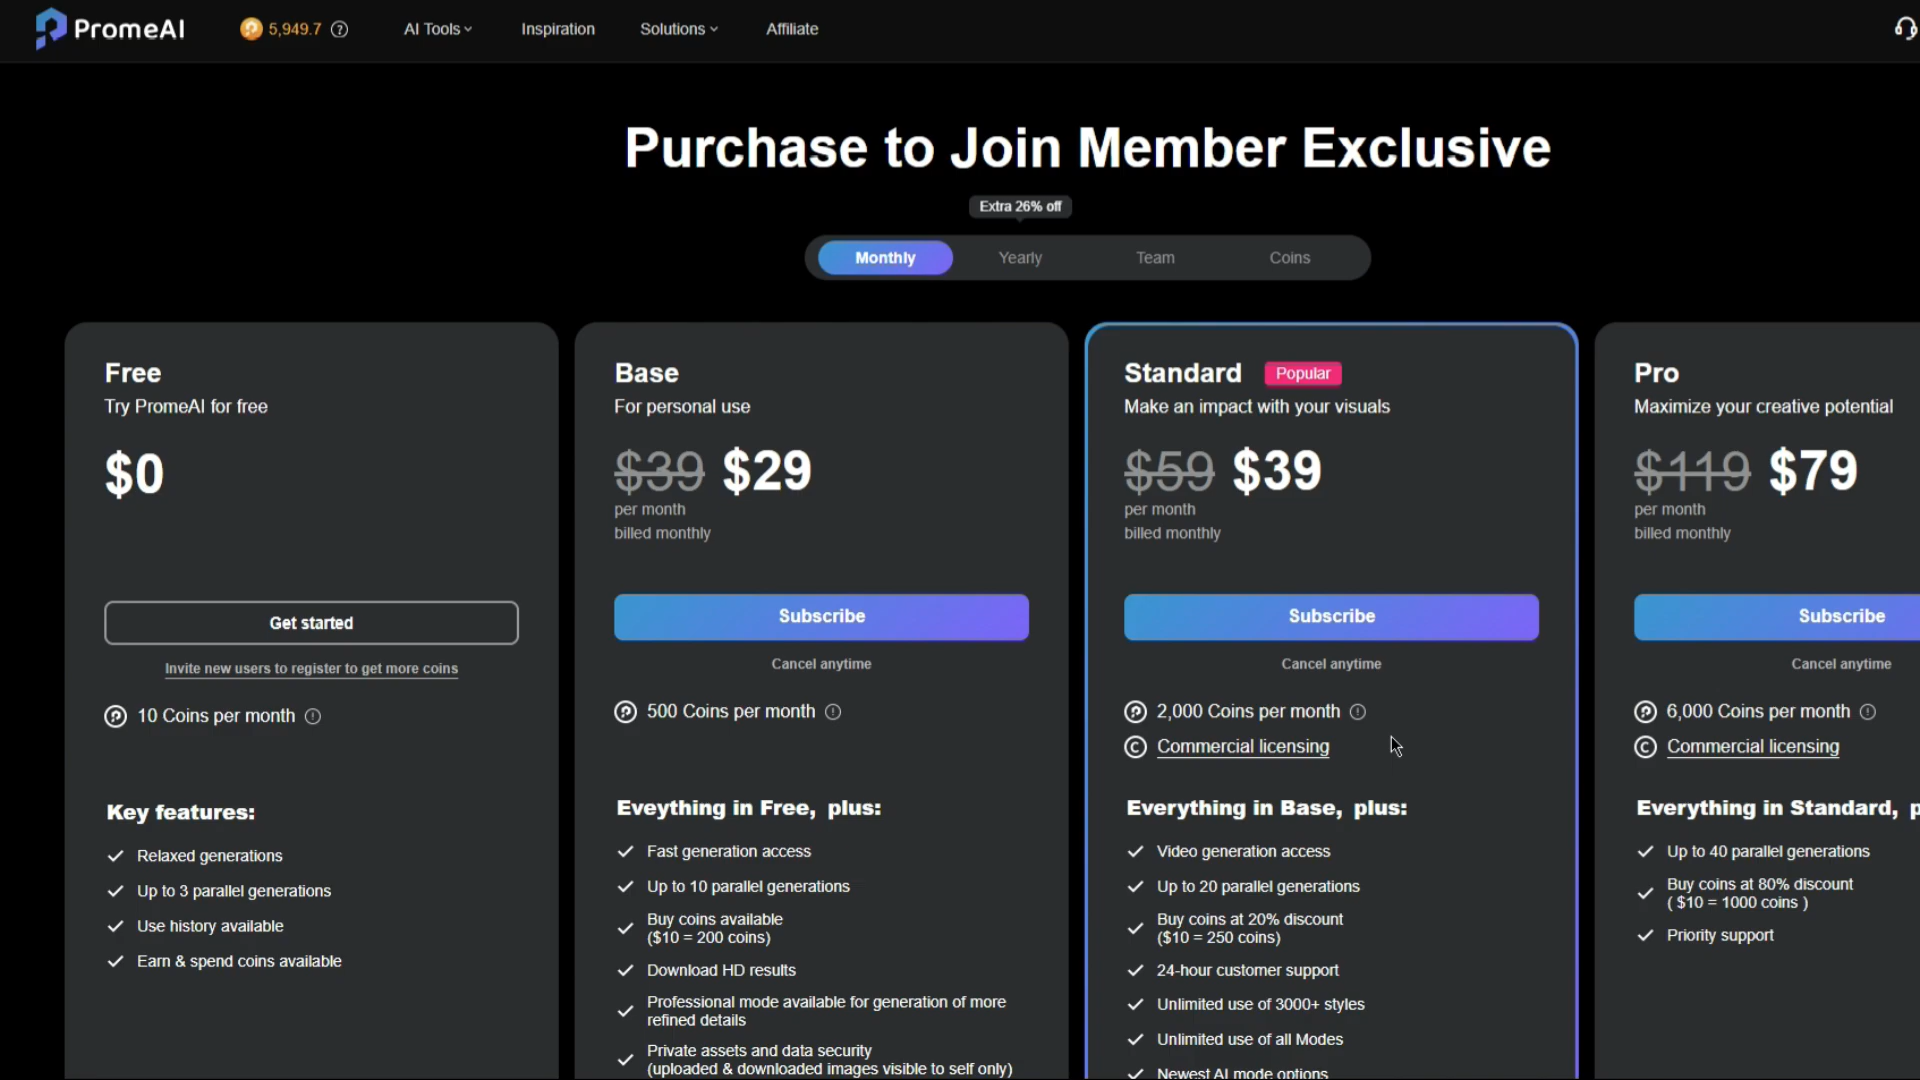 PromeAI
5,949.7
AI Tools
Inspiration
Solutions
Affiliate
Purchase to Join Member Exclusive
Extra 26% off
Monthly
Yearly
Team
Coins
Free
Try PromeAI for free
$0
Get started
Invite new users to register to get more coins
10 Coins per month
Key features:
Relaxed generations
Up to 3 parallel generations
Use history available
Earn & spend coins available
Base
For personal use
$39 $29
per month
billed monthly
Subscribe
Cancel anytime
500 Coins per month
Eveything in Free, plus:
Fast generation access
Up to 10 parallel generations
Buy coins available
($10 = 200 coins)
Download HD results
Professional mode available for generation of more
refined details
Private assets and data security
(uploaded & downloaded images visible to self only)
Standard
Popular
Make an impact with your visuals
$59 $39
per month
billed monthly
Subscribe
Cancel anytime
2,000 Coins per month
Commercial licensing
Everything in Base, plus:
Video generation access
Up to 20 parallel generations
Buy coins at 20% discount
($10 = 250 coins)
24-hour customer support
Unlimited use of 3000+ styles
Unlimited use of all Modes
Newest AI mode options
Pro
Maximize your creative potential
$119 $79
per month
billed monthly
Subscribe
Cancel anytime
6,000 Coins per month
Commercial licensing
Everything in Standard,
Up to 40 parallel generations
Buy coins at 80% discount
( $10 = 1000 coins )
Priority support